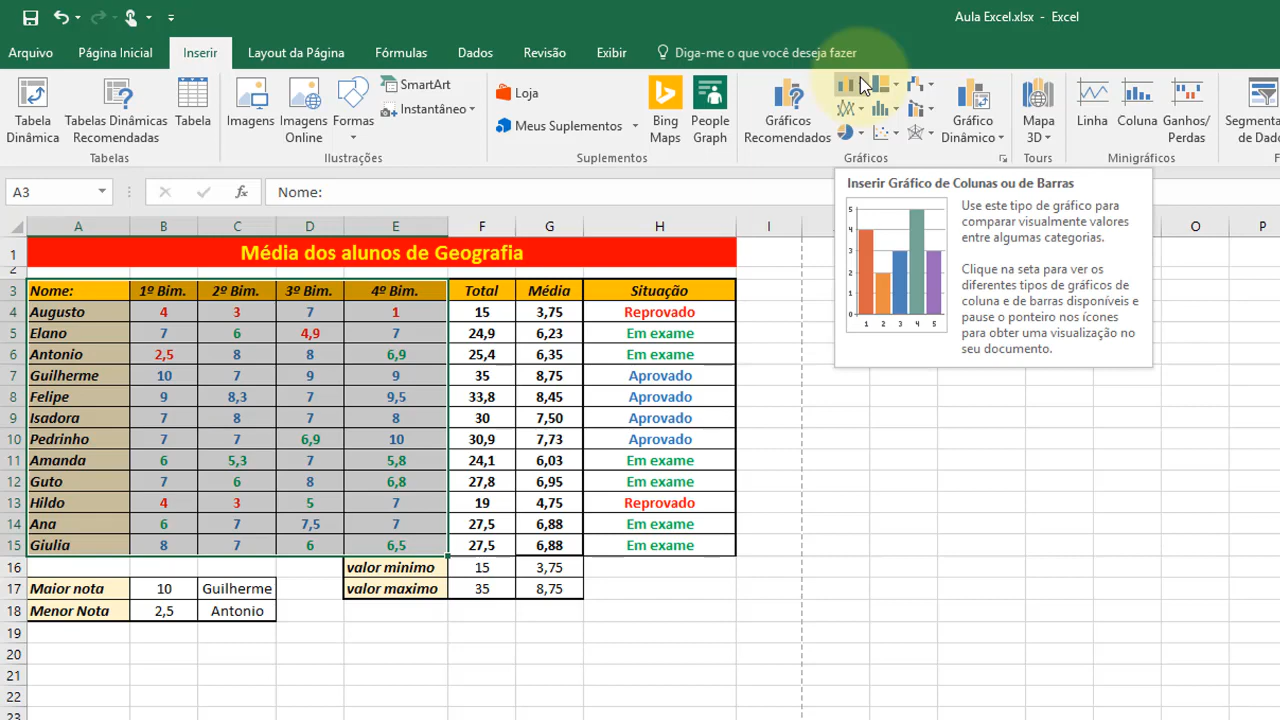 Aula Excel.xlsx - Excel
Arquivo Página Inicial Inserir Layout da Página Fórmulas Dados Revisão Exibir Diga-me o que você deseja fazer
Tabela Dinâmica
Tabelas Dinâmicas Recomendadas
Tabela
Tabelas
Imagens
Imagens Online
Formas
SmartArt
Instantâneo
Ilustrações
Loja
Meus Suplementos
Bing Maps
People Graph
Suplementos
Gráficos Recomendados
Gráfico Dinâmico
Gráficos
Mapa 3D
Tours
Linha
Coluna
Ganhos/ Perdas
Minigráficos
A3 fx Nome:
Inserir Gráfico de Colunas ou de Barras
Use este tipo de gráfico para
comparar visualmente valores
entre algumas categorias.
Clique na seta para ver os
diferentes tipos de gráficos de
coluna e de barras disponíveis e
pause o ponteiro nos ícones
para obter uma visualização no
seu documento.
5
4
3
2
1
0
1 2 3 4 5
A B C D E F G H I O P
1 Média dos alunos de Geografia
2
3 Nome: 1º Bim. 2º Bim. 3º Bim. 4º Bim. Total Média Situação
4 Augusto 4 3 7 1 15 3,75 Reprovado
5 Elano 7 6 4,9 7 24,9 6,23 Em exame
6 Antonio 2,5 8 8 6,9 25,4 6,35 Em exame
7 Guilherme 10 7 9 9 35 8,75 Aprovado
8 Felipe 9 8,3 7 9,5 33,8 8,45 Aprovado
9 Isadora 7 8 7 8 30 7,50 Aprovado
10 Pedrinho 7 7 6,9 10 30,9 7,73 Aprovado
11 Amanda 6 5,3 7 5,8 24,1 6,03 Em exame
12 Guto 7 6 8 6,8 27,8 6,95 Em exame
13 Hildo 4 3 5 7 19 4,75 Reprovado
14 Ana 6 7 7,5 7 27,5 6,88 Em exame
15 Giulia 8 7 6 6,5 27,5 6,88 Em exame
16 valor minimo 15 3,75
17 Maior nota 10 Guilherme valor maximo 35 8,75
18 Menor Nota 2,5 Antonio
19
20
21
22
23